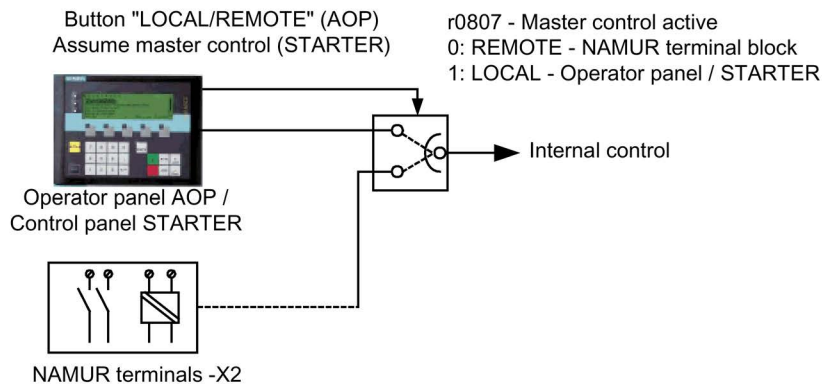 Button "LOCAL/REMOTE" (AOP)
Assume master control (STARTER)
r0807 - Master control active
0: REMOTE - NAMUR terminal block
1: LOCAL - Operator panel / STARTER
SIEMENS
Internal control
Operator panel AOP /
Control panel STARTER
NAMUR terminals -X2